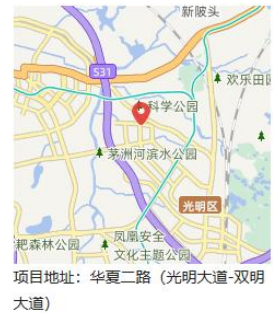 新陂头
S31
欢乐田园
科学公园
茅洲河滨水公园
光明区
耙森林公园
凤凰安全
文化主题公园
项目地址：华夏二路（光明大道-双明
大道）